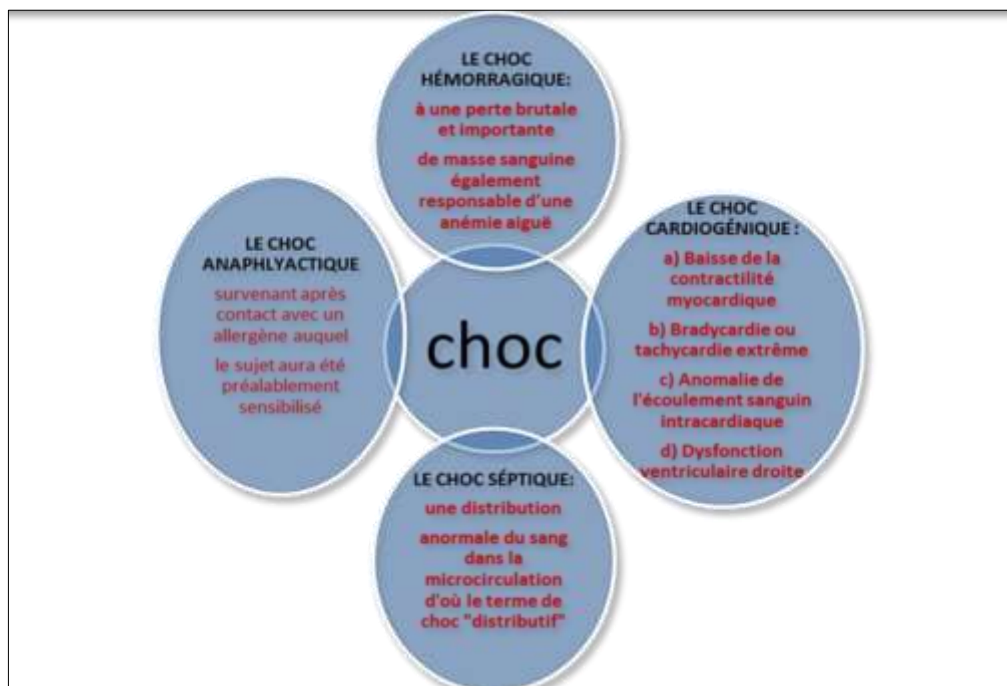 LE CHOC
HÉMORRAGIQUE:
à une perte brutale
et importante
de masse sanguine
également
responsable d'une
anémie aiguë
LE CHOC
ANAPHLYACTIQUE
survenant après
contact avec un
allergène auquel
le sujet aura été
préalablement
sensibilisé
choc
LE CHOC
CARDIOGÉNIQUE :
a) Baisse de la
contractilité
myocardique
b) Bradycardie ou
tachycardie extrême
c) Anomalie de
l'écoulement sanguin
intracardiaque
d) Dysfonction
ventriculaire droite
LE CHOC SÉPTIQUE:
une distribution
anormale du sang
dans la
microcirculation
d'où le terme de
choc "distributif"